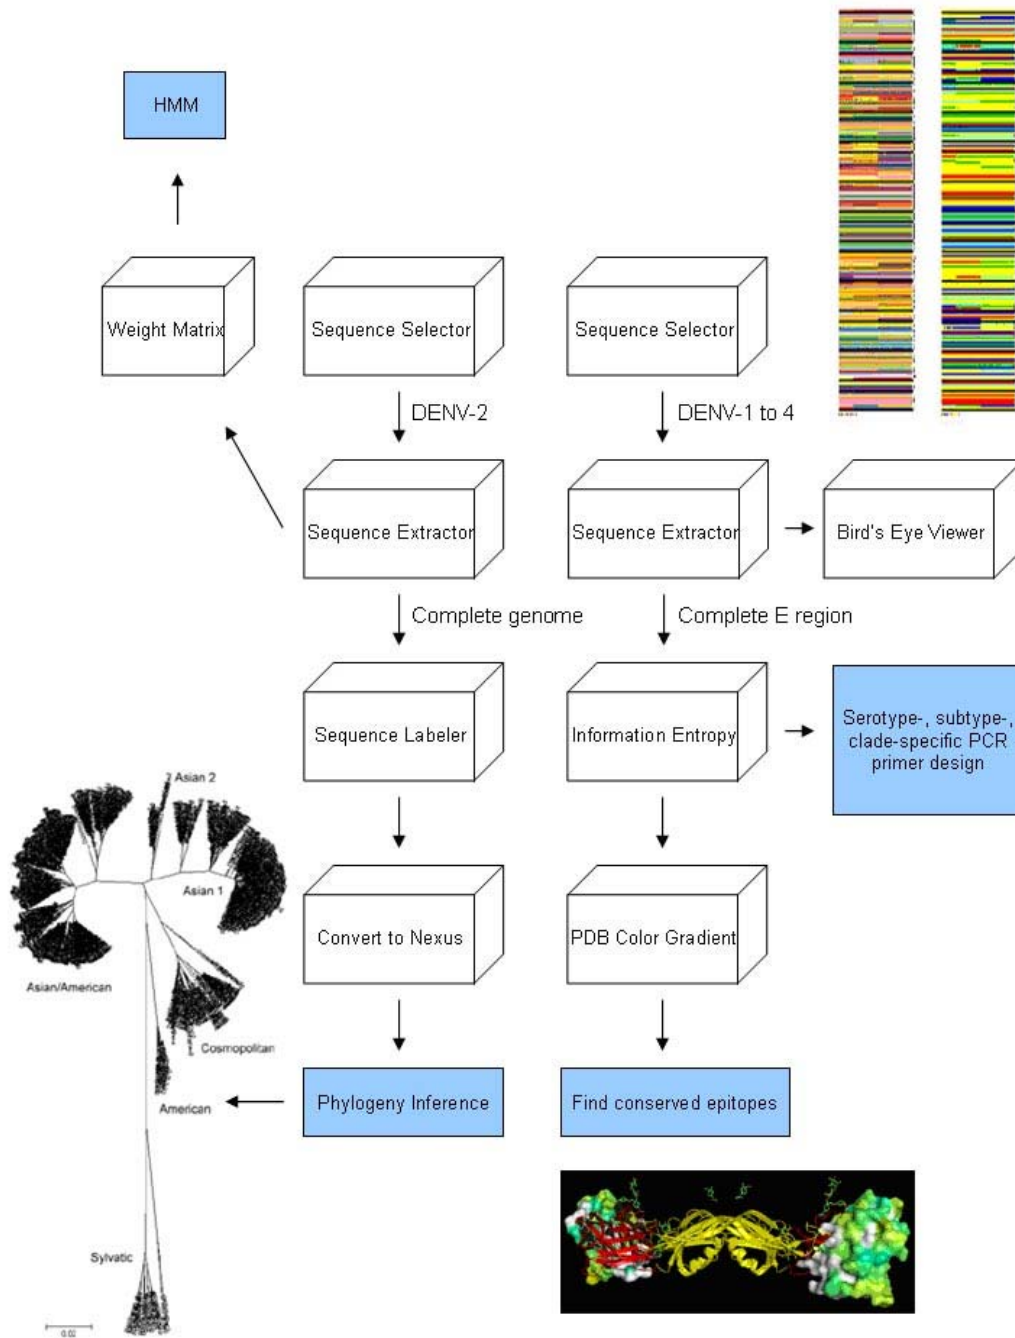 HMM
Weight Matrix
Sequence Selector
Sequence Selector
DENV-2
DENV-1 to 4
Sequence Extractor
Sequence Extractor
Bird's Eye Viewer
Complete genome
Complete E region
Sequence Labeler
Information Entropy
Serotype-, subtype-,
clade-specific PCR
primer design
Asian 2
Asian 1
Asian/American
Cosmopolitan
American
Sylvatic
0.02
Convert to Nexus
PDB Color Gradient
Phylogeny Inference
Find conserved epitopes